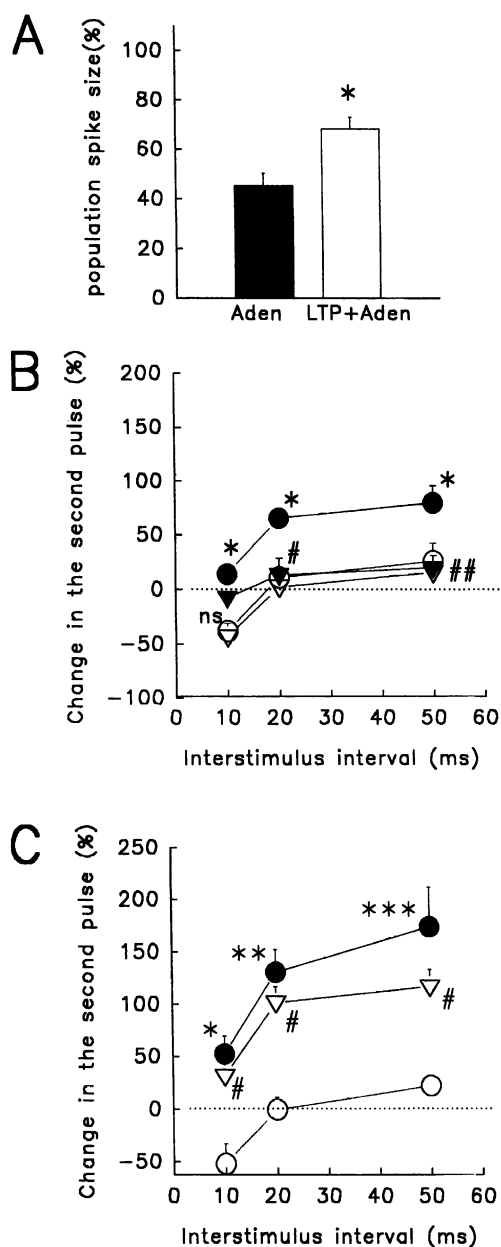 A
population spike size(%)
100
80
60
40
20
0
*
Aden
LTP+Aden
B
Change in the second pulse (%)
200
150
100
50
0
-50
-100
*
*
*
#
##
ns
0 10 20 30 40 50 60
Interstimulus interval (ms)
C
Change in the second pulse (%)
250
200
150
100
50
0
-50
***
**
*
#
#
#
0 10 20 30 40 50 60
Interstimulus interval (ms)